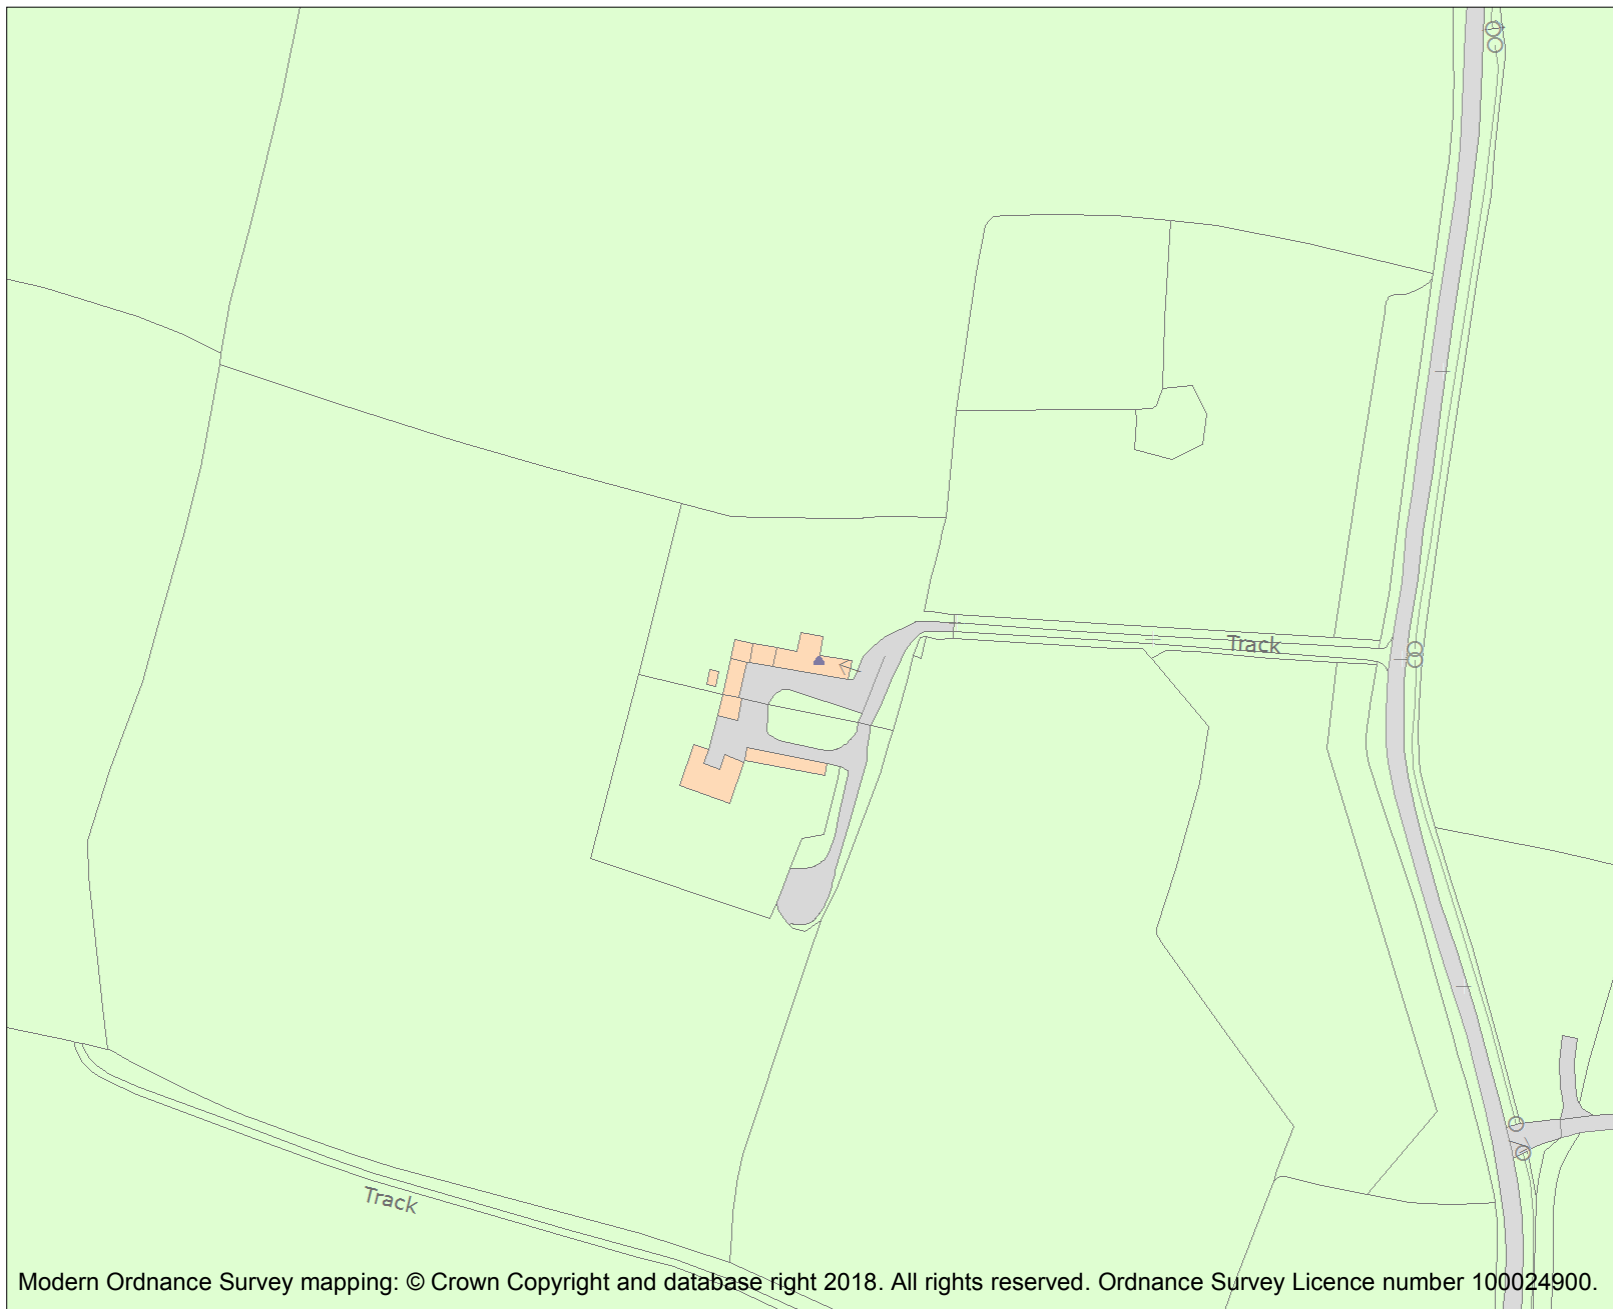 Track
Track
Modern Ordnance Survey mapping: © Crown Copyright and database right 2018. All rights reserved. Ordnance Survey Licence number 100024900.